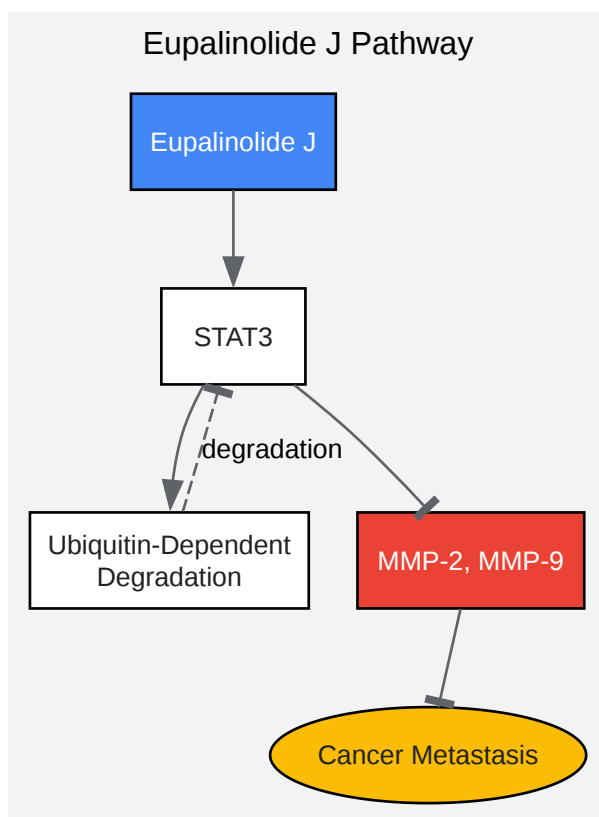 Eupalinolide J Pathway
Eupalinolide J
STAT3
degradation
Ubiquitin-Dependent
Degradation
MMP-2, MMP-9
Cancer Metastasis